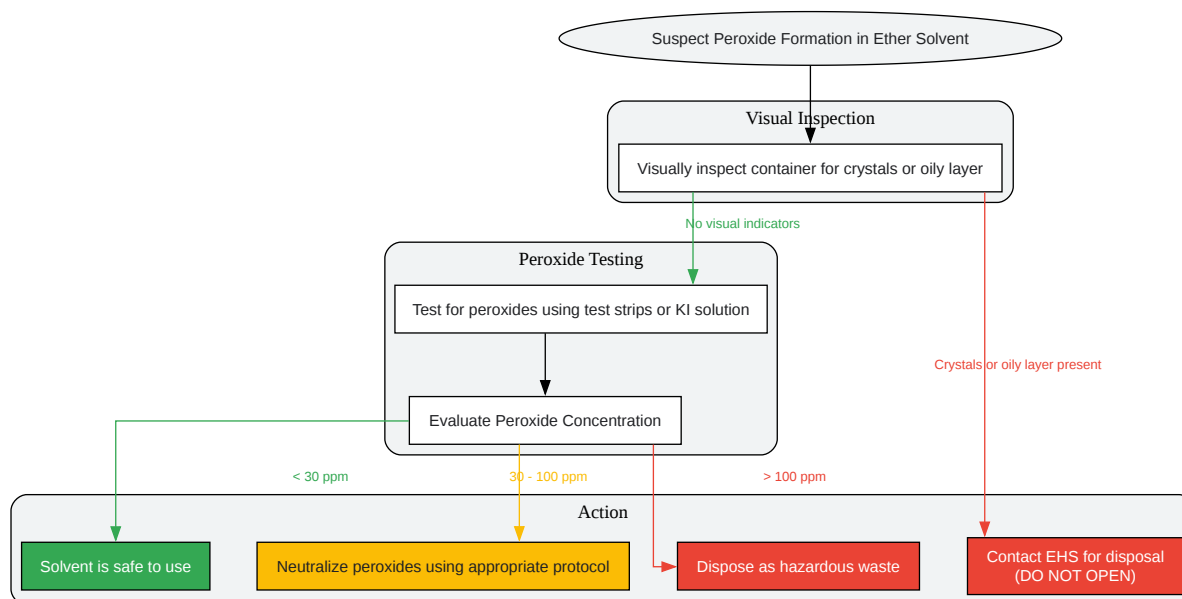 Suspect Peroxide Formation in Ether Solvent
Visual Inspection
Visually inspect container for crystals or oily layer
No visual indicators
Peroxide Testing
Test for peroxides using test strips or KI solution
Crystals or oily layer present
Evaluate Peroxide Concentration
< 30 ppm
30 - 100 ppm
> 100 ppm
Action
Solvent is safe to use
Neutralize peroxides using appropriate protocol
Dispose as hazardous waste
Contact EHS for disposal
(DO NOT OPEN)